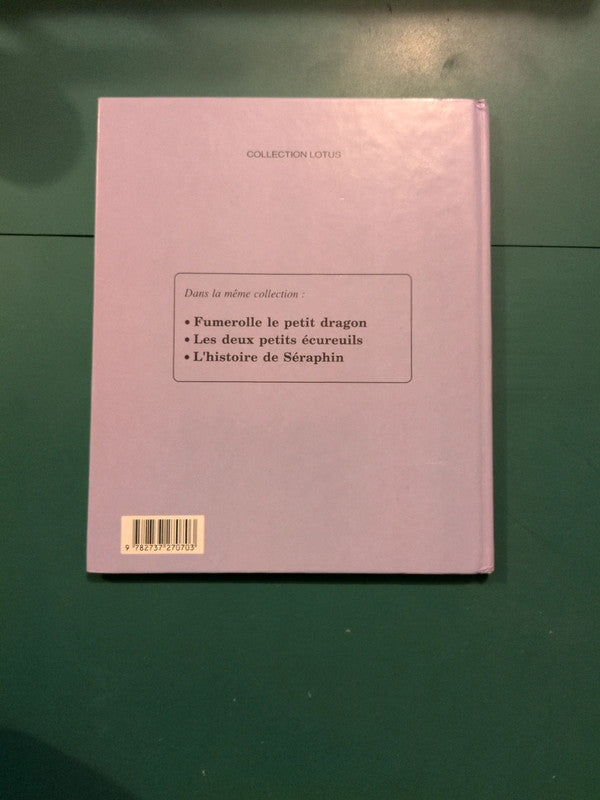 COLLECTION LOTUS
Dans la même collection :
• Fumerolle le petit dragon
• Les deux petits écureuils
• L'histoire de Séraphin
9 782737 270703